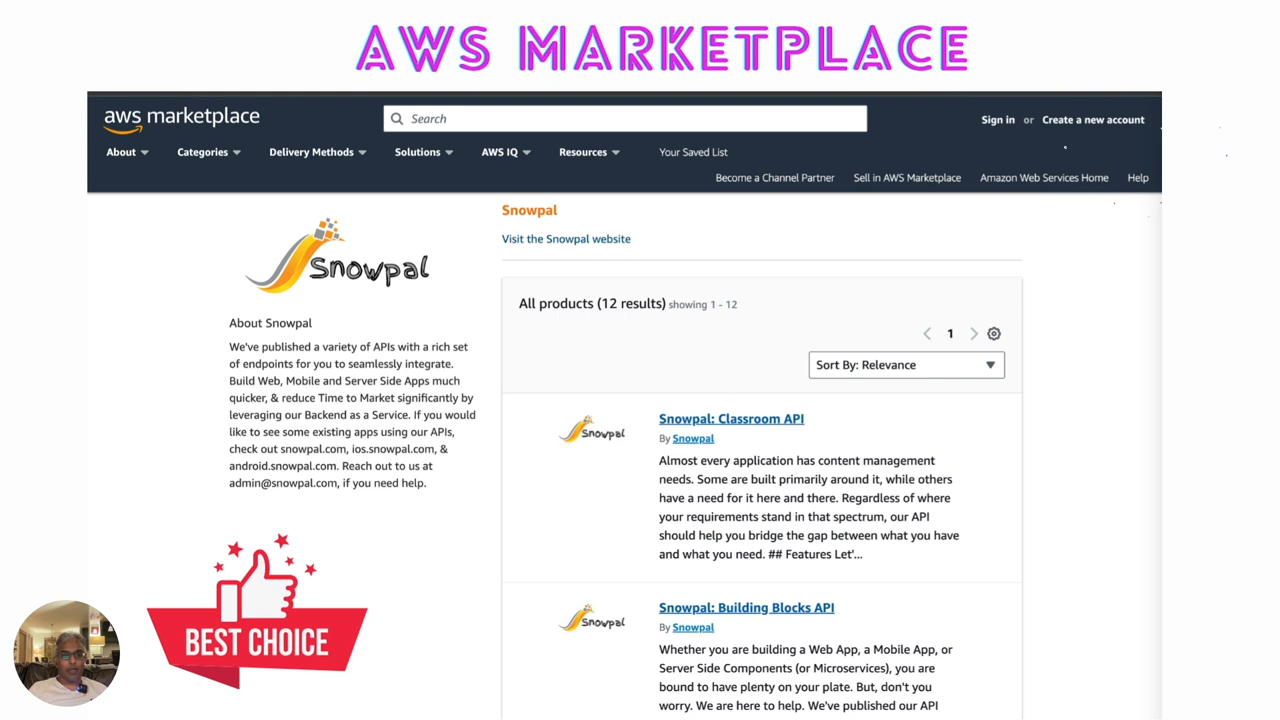 AWS MARKETPLACE
aws marketplace
Search
Sign in or Create a new account
About Categories Delivery Methods Solutions AWS IQ Resources Your Saved List
Become a Channel Partner Sell in AWS Marketplace Amazon Web Services Home Help
Snowpal
About Snowpal
We've published a variety of APIs with a rich set
of endpoints for you to seamlessly integrate.
Build Web, Mobile and Server Side Apps much
quicker, & reduce Time to Market significantly by
leveraging our Backend as a Service. If you would
like to see some existing apps using our APIs,
check out snowpal.com, ios.snowpal.com, &
android.snowpal.com. Reach out to us at
admin@snowpal.com, if you need help.
BEST CHOICE
Snowpal
Visit the Snowpal website
All products (12 results) showing 1 - 12
1
Sort By: Relevance
Snowpal
Snowpal: Classroom API
By Snowpal
Almost every application has content management
needs. Some are built primarily around it, while others
have a need for it here and there. Regardless of where
your requirements stand in that spectrum, our API
should help you bridge the gap between what you have
and what you need. ## Features Let'...
Snowpal
Snowpal: Building Blocks API
By Snowpal
Whether you are building a Web App, a Mobile App, or
Server Side Components (or Microservices), you are
bound to have plenty on your plate. But, don't you
worry. We are here to help. We've published our API